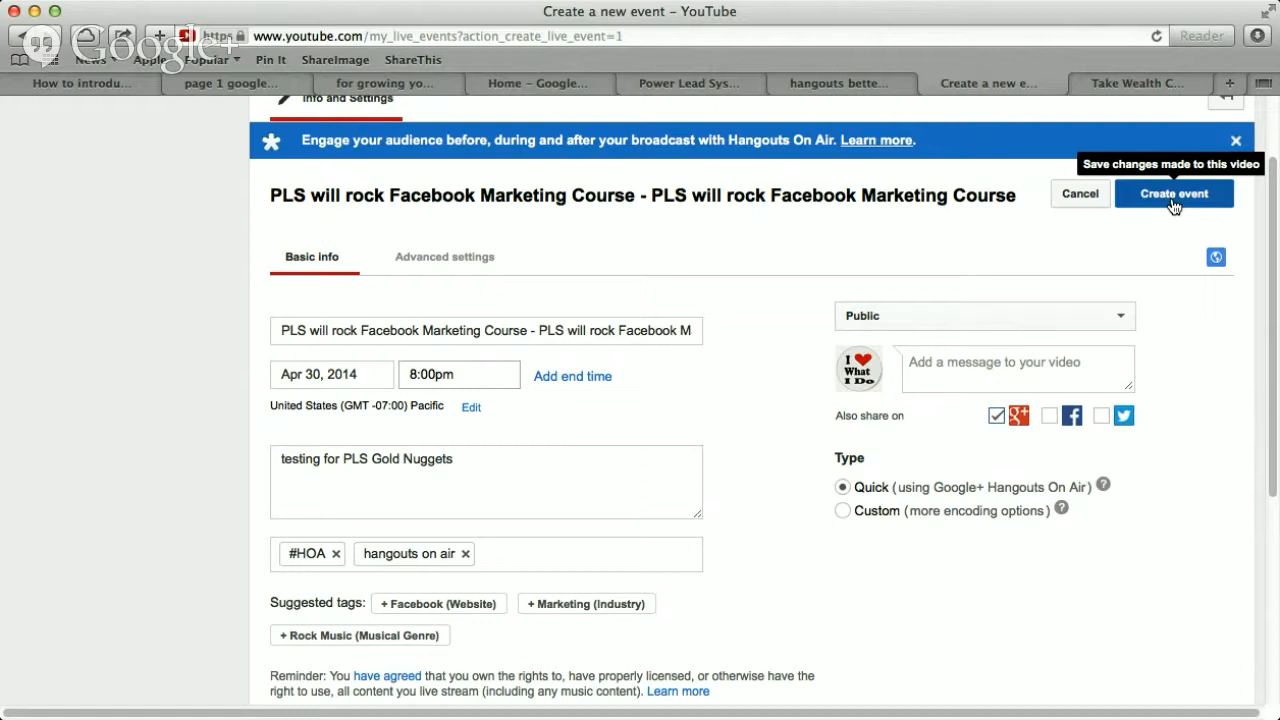 Create a new event – YouTube
Google+
https www.youtube.com/my_live_events?action_create_live_event=1
Reader
News Apple Popular Pin It ShareImage ShareThis
How to introdu... page 1 google... for growing yo... Home – Google... Power Lead Sys... hangouts bette... Create a new e... Take Wealth C...
Info and Settings
Engage your audience before, during and after your broadcast with Hangouts On Air. Learn more.
Save changes made to this video
PLS will rock Facebook Marketing Course - PLS will rock Facebook Marketing Course
Cancel Create event
Basic info Advanced settings
Public
PLS will rock Facebook Marketing Course - PLS will rock Facebook M
I What I Do
Add a message to your video
Apr 30, 2014 8:00pm Add end time
United States (GMT -07:00) Pacific Edit
Also share on
testing for PLS Gold Nuggets
Type
Quick (using Google+ Hangouts On Air) ?
Custom (more encoding options) ?
#HOA × hangouts on air ×
Suggested tags: + Facebook (Website) + Marketing (Industry)
+ Rock Music (Musical Genre)
Reminder: You have agreed that you own the rights to, have properly licensed, or otherwise have the
right to use, all content you live stream (including any music content). Learn more